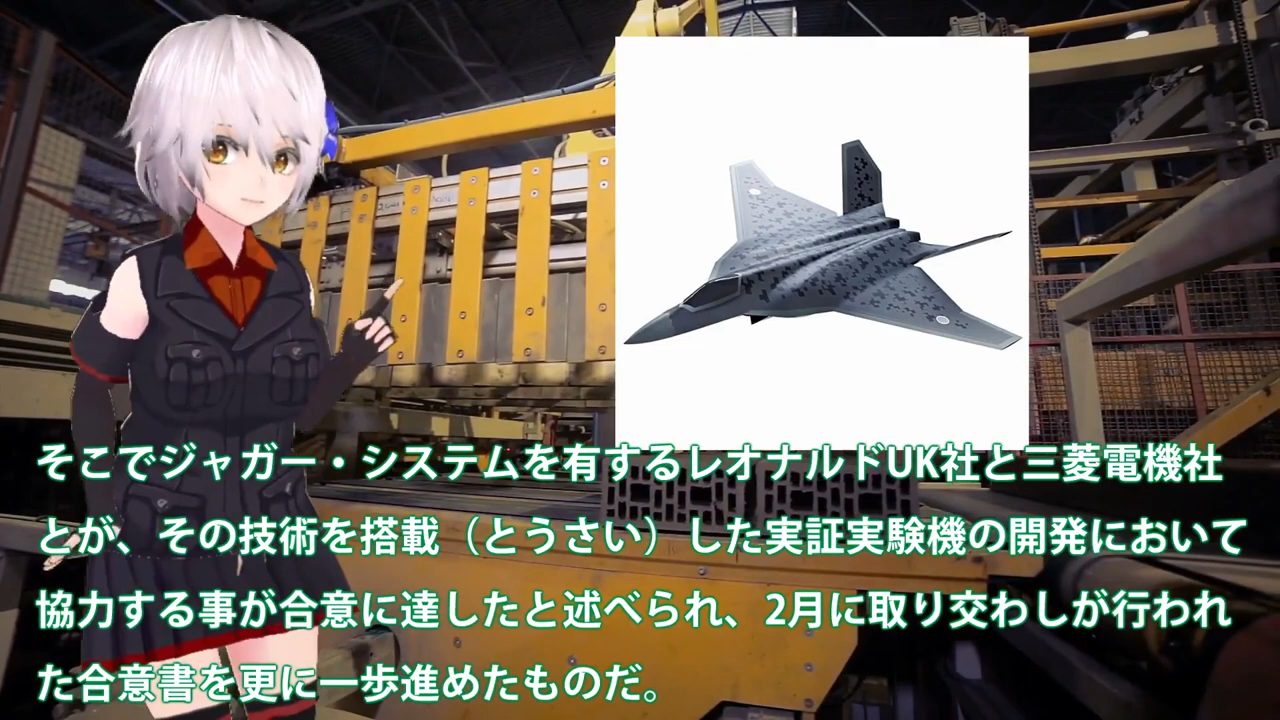 そこでジャガー・システムを有するレオナルドUK社と三菱電機社
とが、その技術を搭載（とうさい）した実証実験機の開発において
協力する事が合意に達したと述べられ、2月に取り交わしが行われ
た合意書を更に一歩進めたものだ。